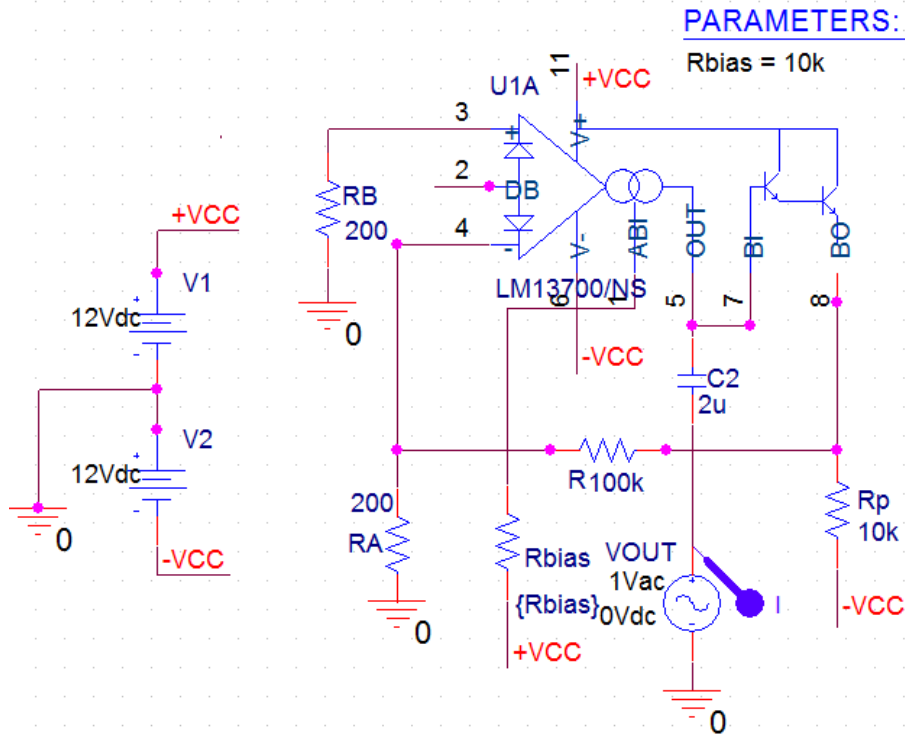 PARAMETERS:
Rbias = 10k
U1A
11
+VCC
3
+
V+
2
DB
RB
200
4
-
V-
ABI
OUT
BI
BO
LM13700/NS
6
1
5
7
8
0
-VCC
+VCC
V1
12Vdc
+
-
V2
12Vdc
+
-
0
-VCC
C2
2u
R
100k
200
RA
0
Rbias
{Rbias}
+VCC
VOUT
1Vac
0Vdc
+
-
I
0
Rp
10k
-VCC